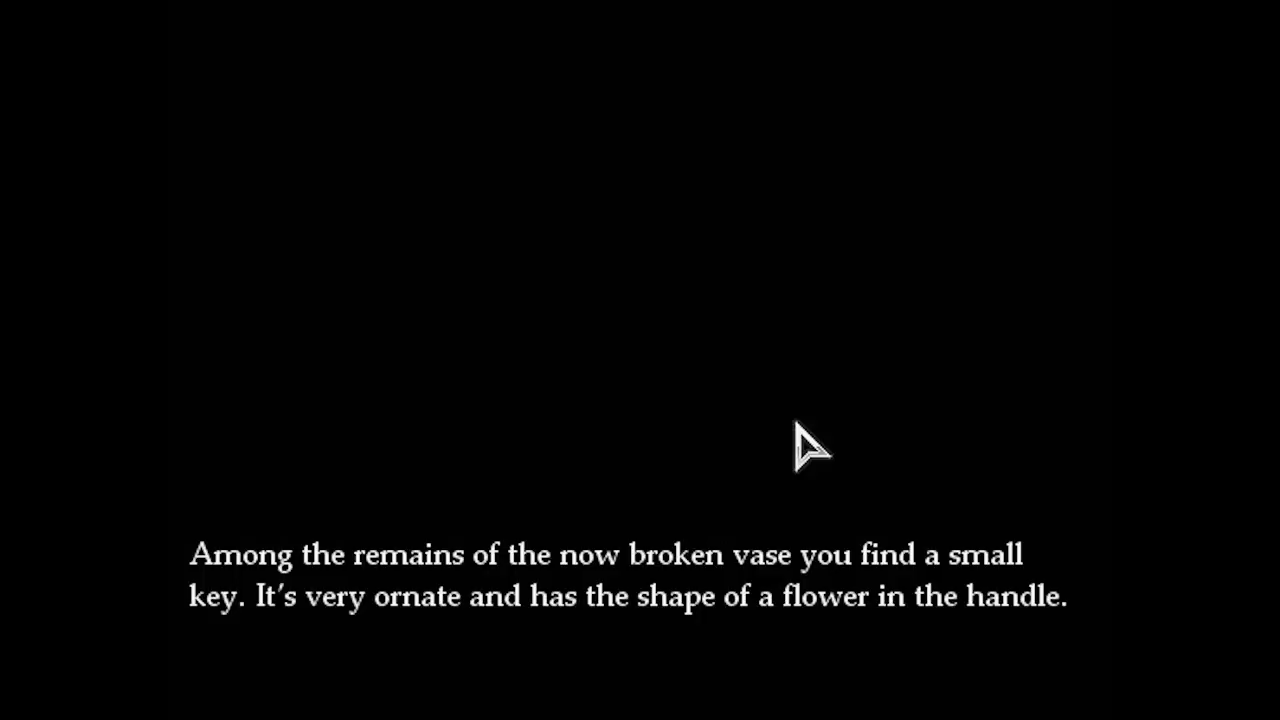 Among the remains of the now broken vase you find a small
key. It’s very ornate and has the shape of a flower in the handle.